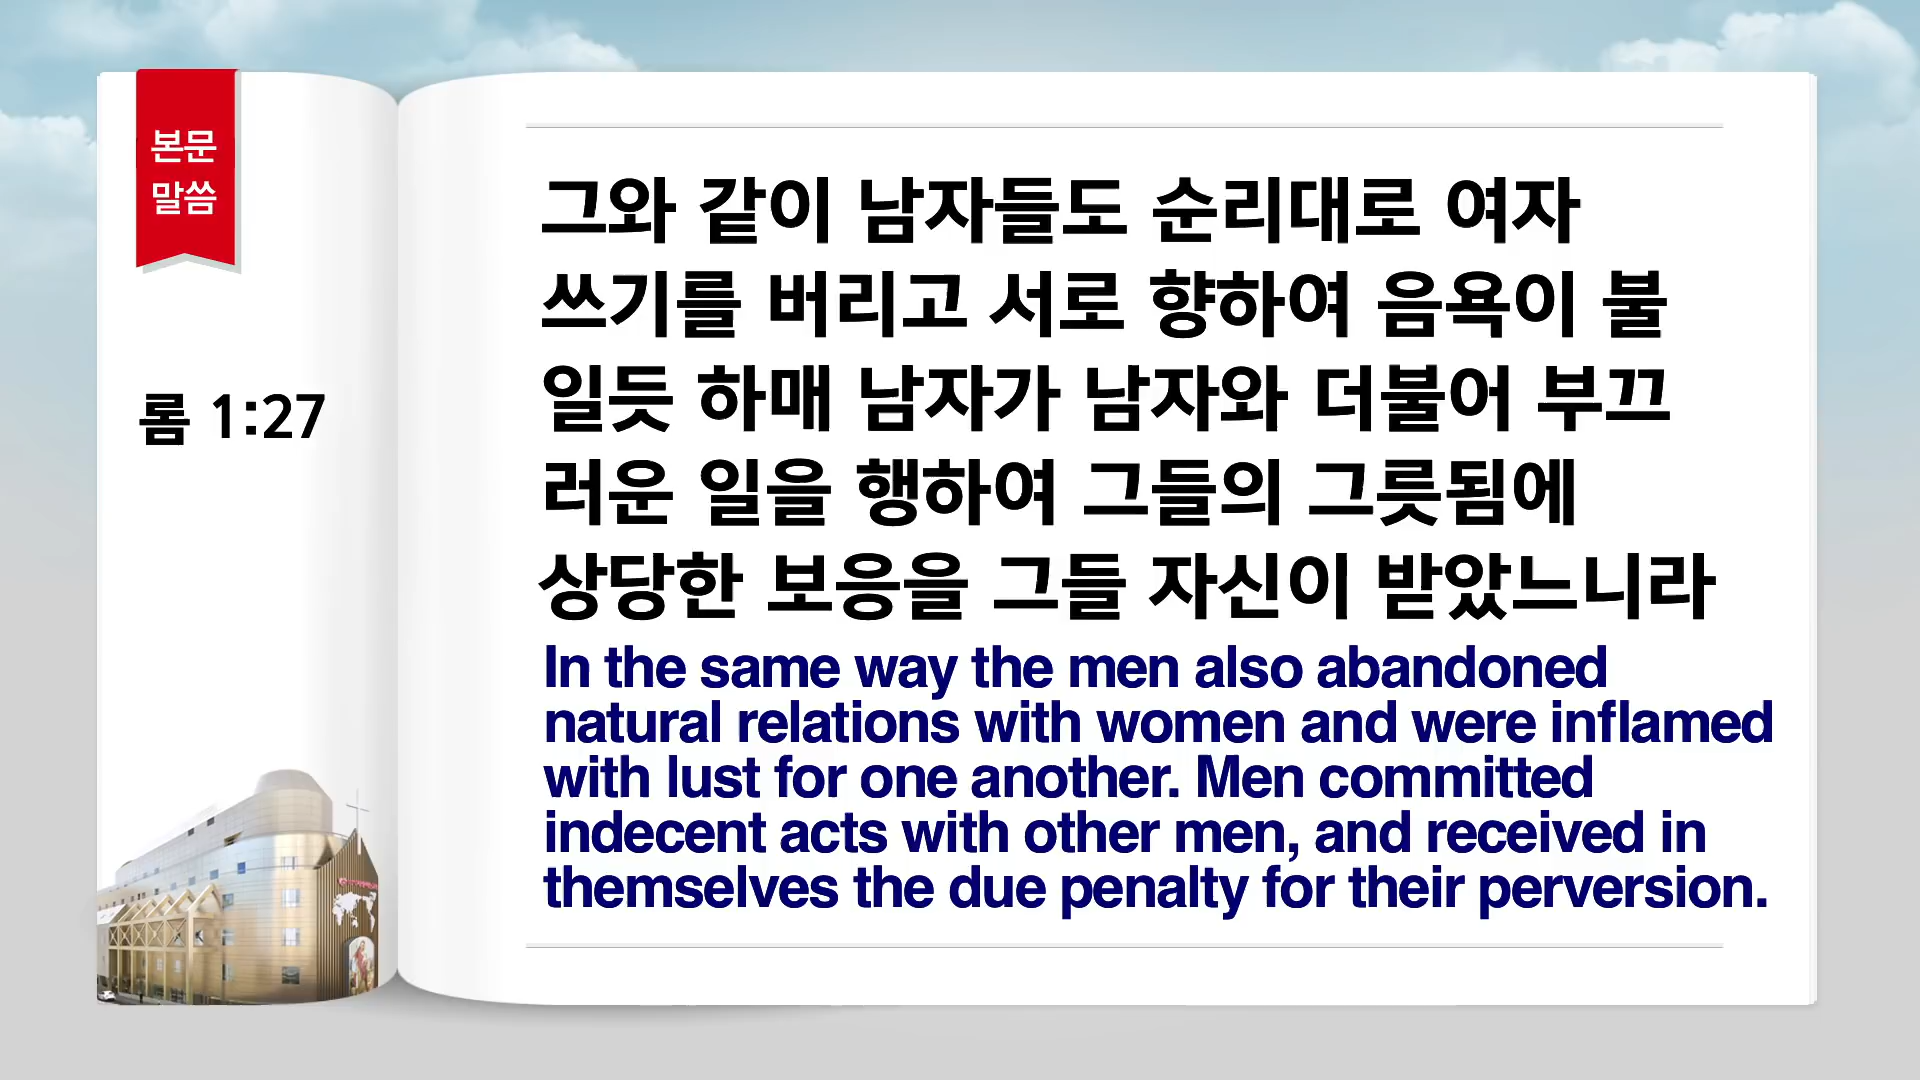 본문
말씀
롬 1:27
그와 같이 남자들도 순리대로 여자
쓰기를 버리고 서로 향하여 음욕이 불
일듯 하매 남자가 남자와 더불어 부끄
러운 일을 행하여 그들의 그릇됨에
상당한 보응을 그들 자신이 받았느니라
In the same way the men also abandoned
natural relations with women and were inflamed
with lust for one another. Men committed
indecent acts with other men, and received in
themselves the due penalty for their perversion.